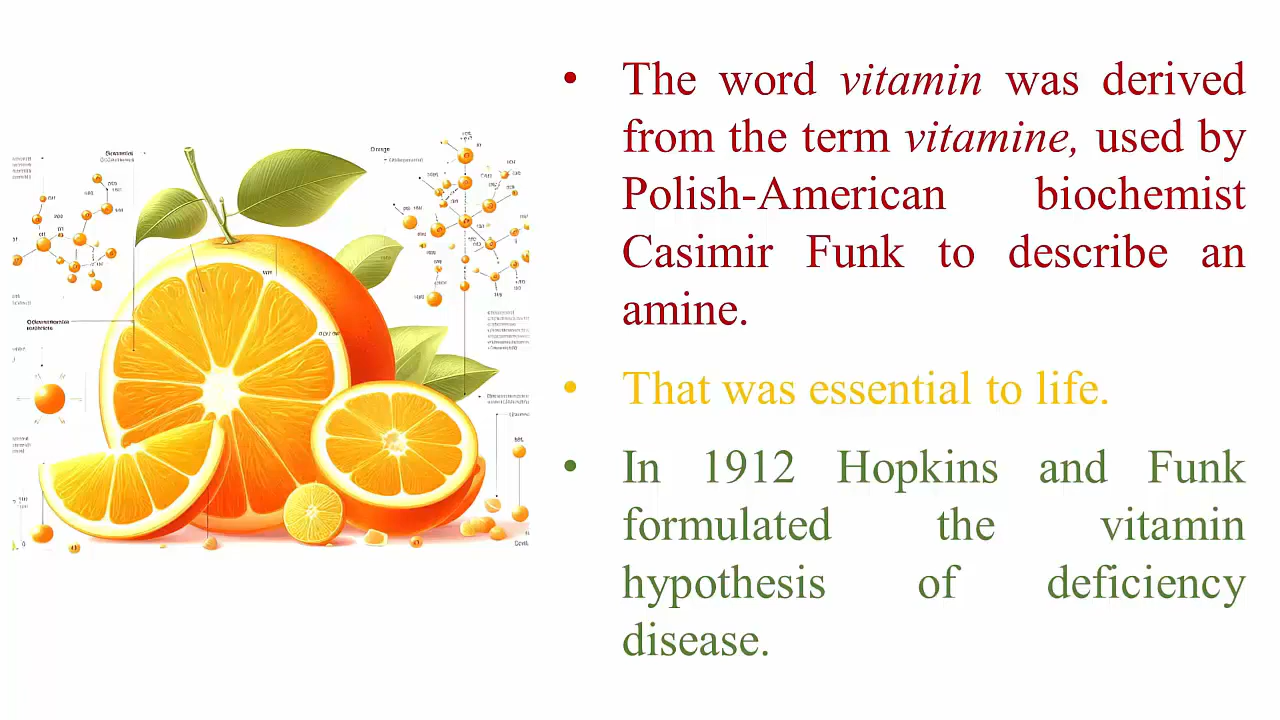 • The word vitamin was derived
from the term vitamine, used by
Polish-American biochemist
Casimir Funk to describe an
amine.
• That was essential to life.
• In 1912 Hopkins and Funk
formulated the vitamin
hypothesis of deficiency
disease.